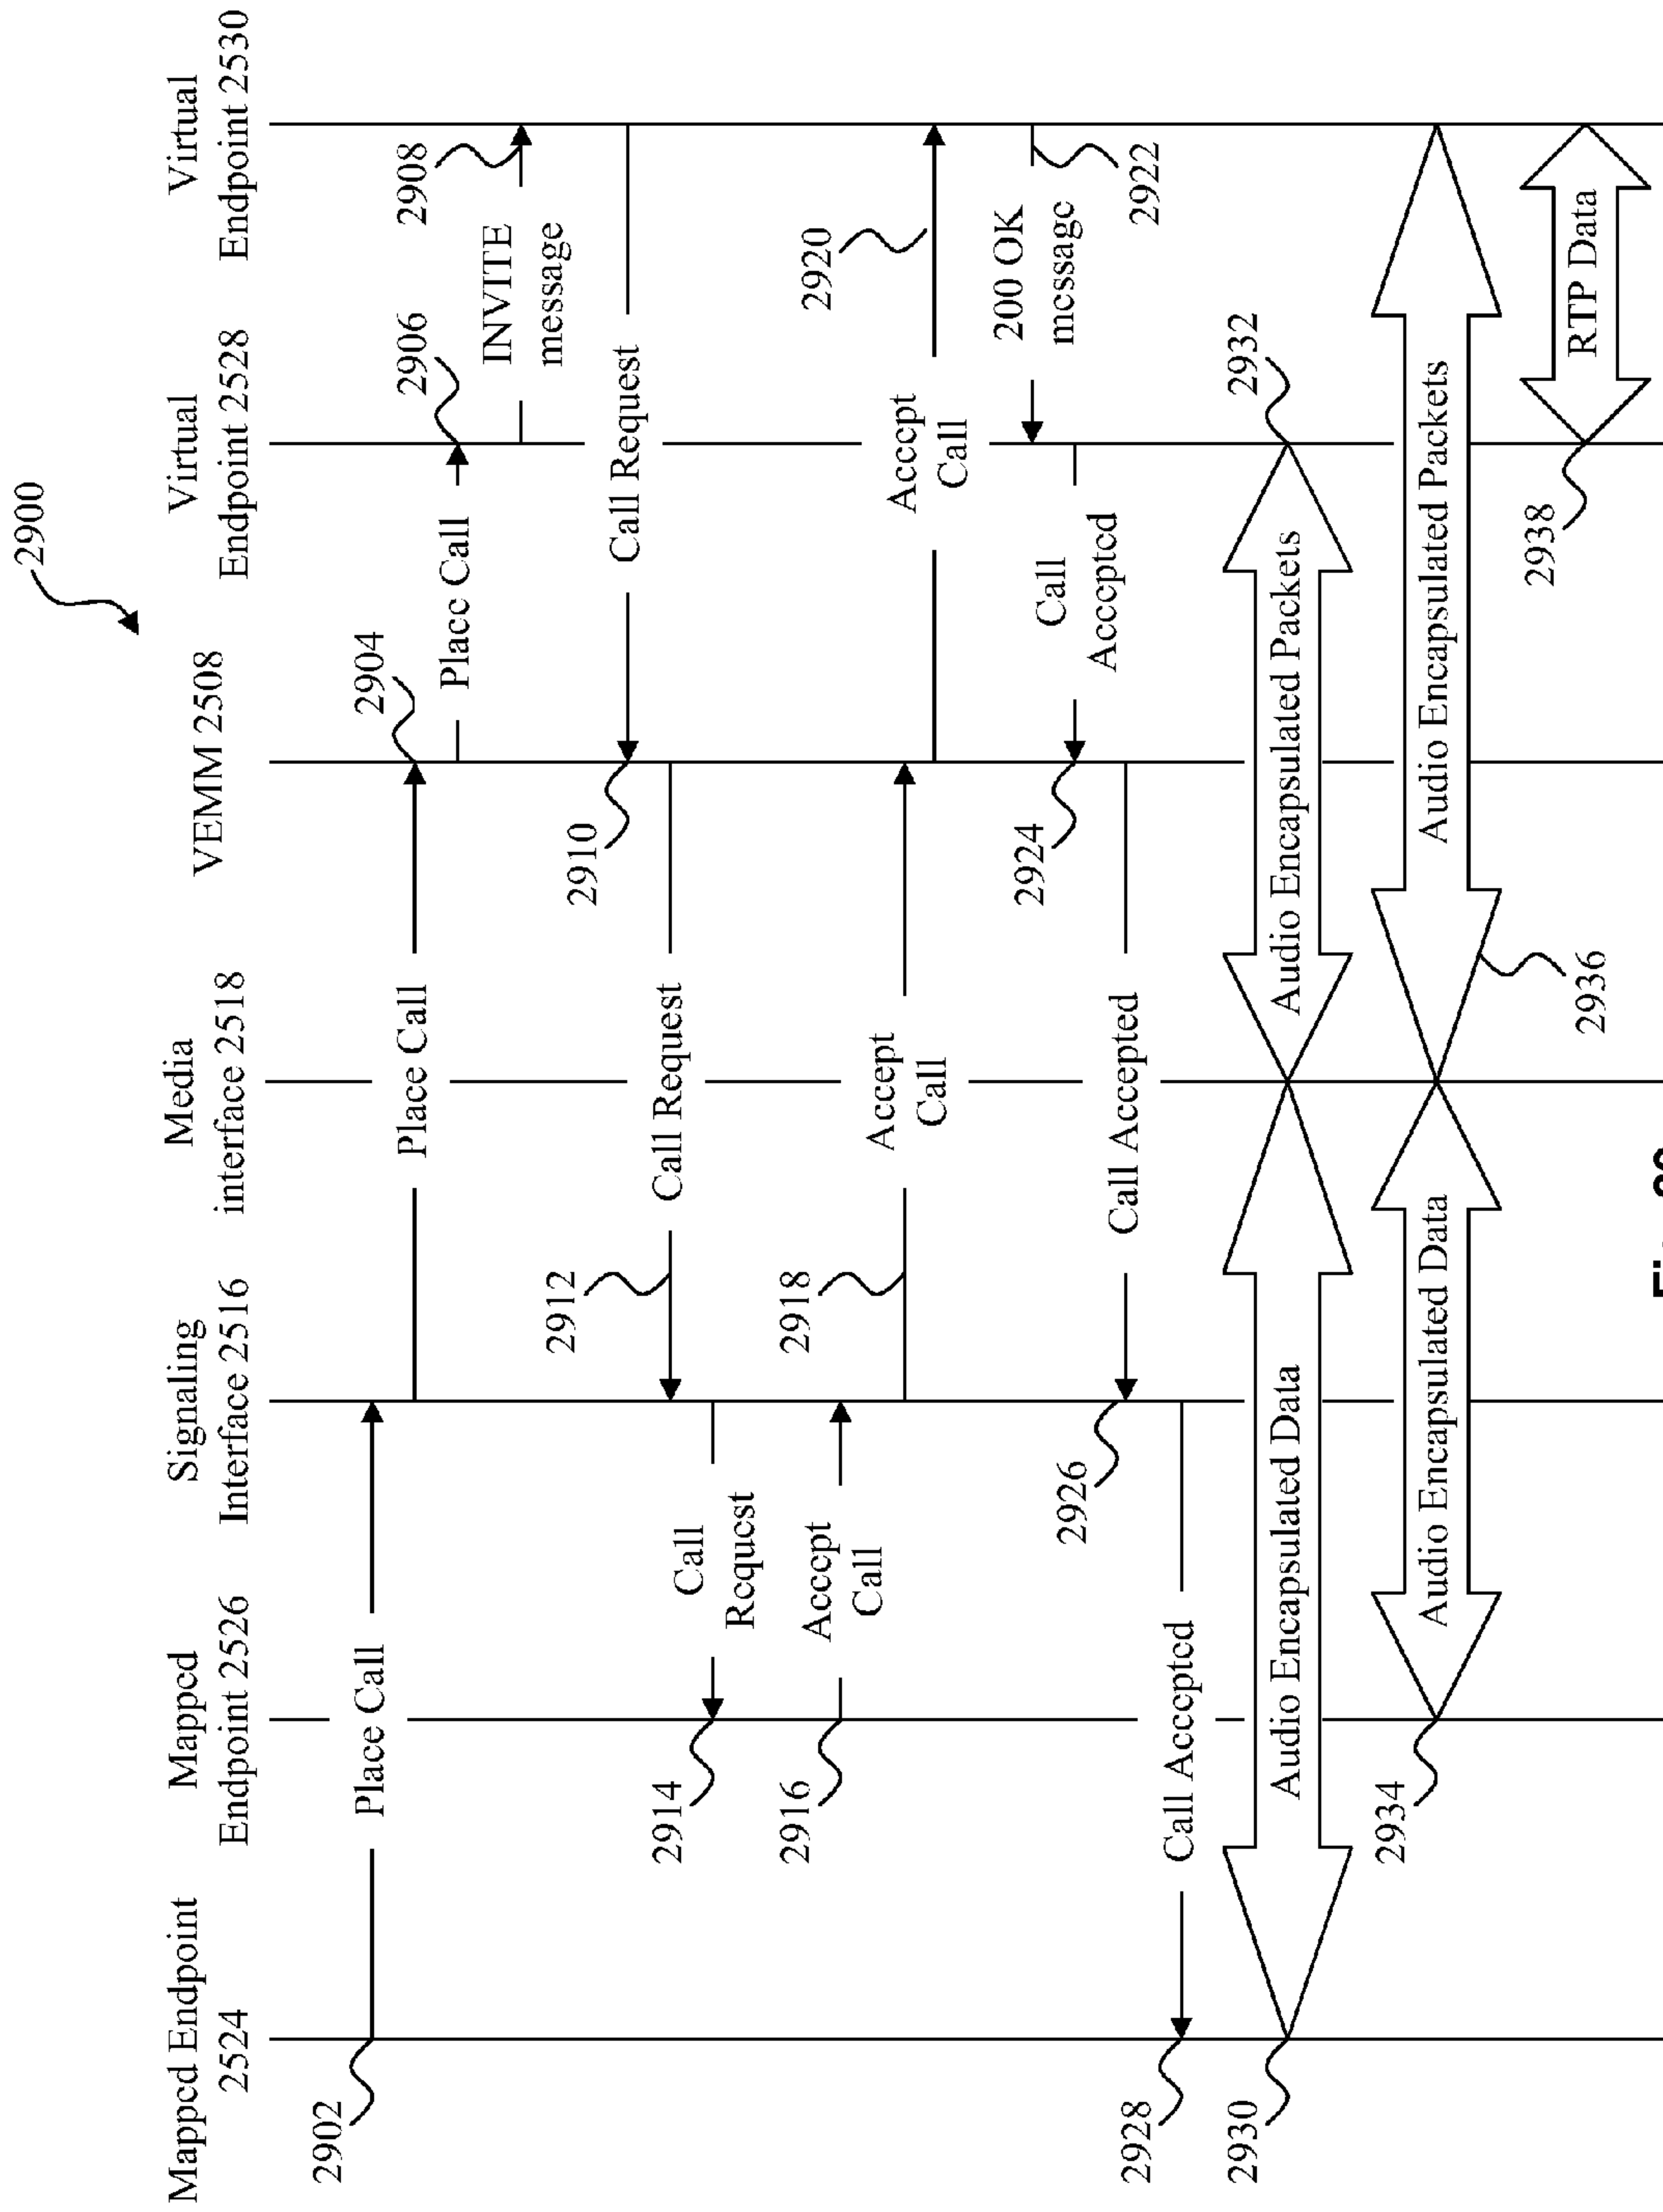 2900
Mapped Endpoint
2524
Mapped
Endpoint 2526
Signaling
Interface 2516
Media
interface 2518
VEMM 2508
Virtual
Endpoint 2528
Virtual
Endpoint 2530
2902
Place Call
Place Call
2904
Place Call
2906
INVITE
message
2908
Call Request
2910
Call Request
2912
Call
Request
2914
2916
Accept
Call
2918
Accept
Call
Accept
Call
2920
200 OK
message
2922
Call
Accepted
2924
Call Accepted
2926
Call Accepted
2928
2930
Audio Encapsulated Data
Audio Encapsulated Packets
2932
2934
Audio Encapsulated Data
Audio Encapsulated Packets
2936
2938
RTP Data